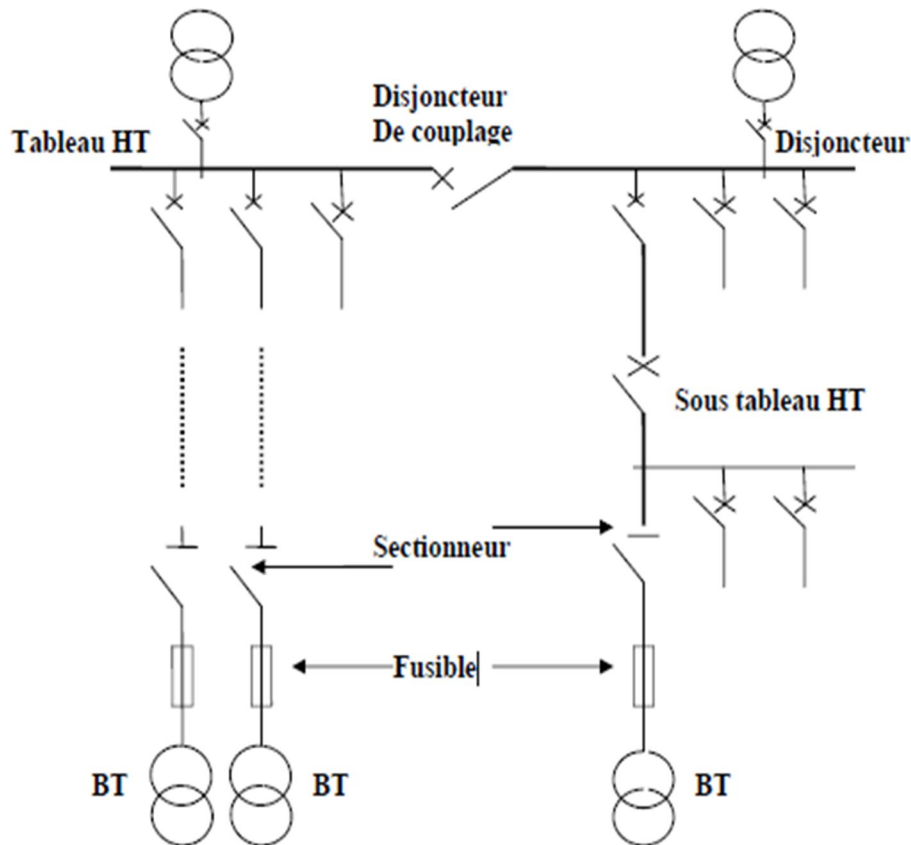 Disjoncteur
De couplage
Tableau HT
Disjoncteur
Sous tableau HT
Sectionneur
Fusible
BT
BT
BT